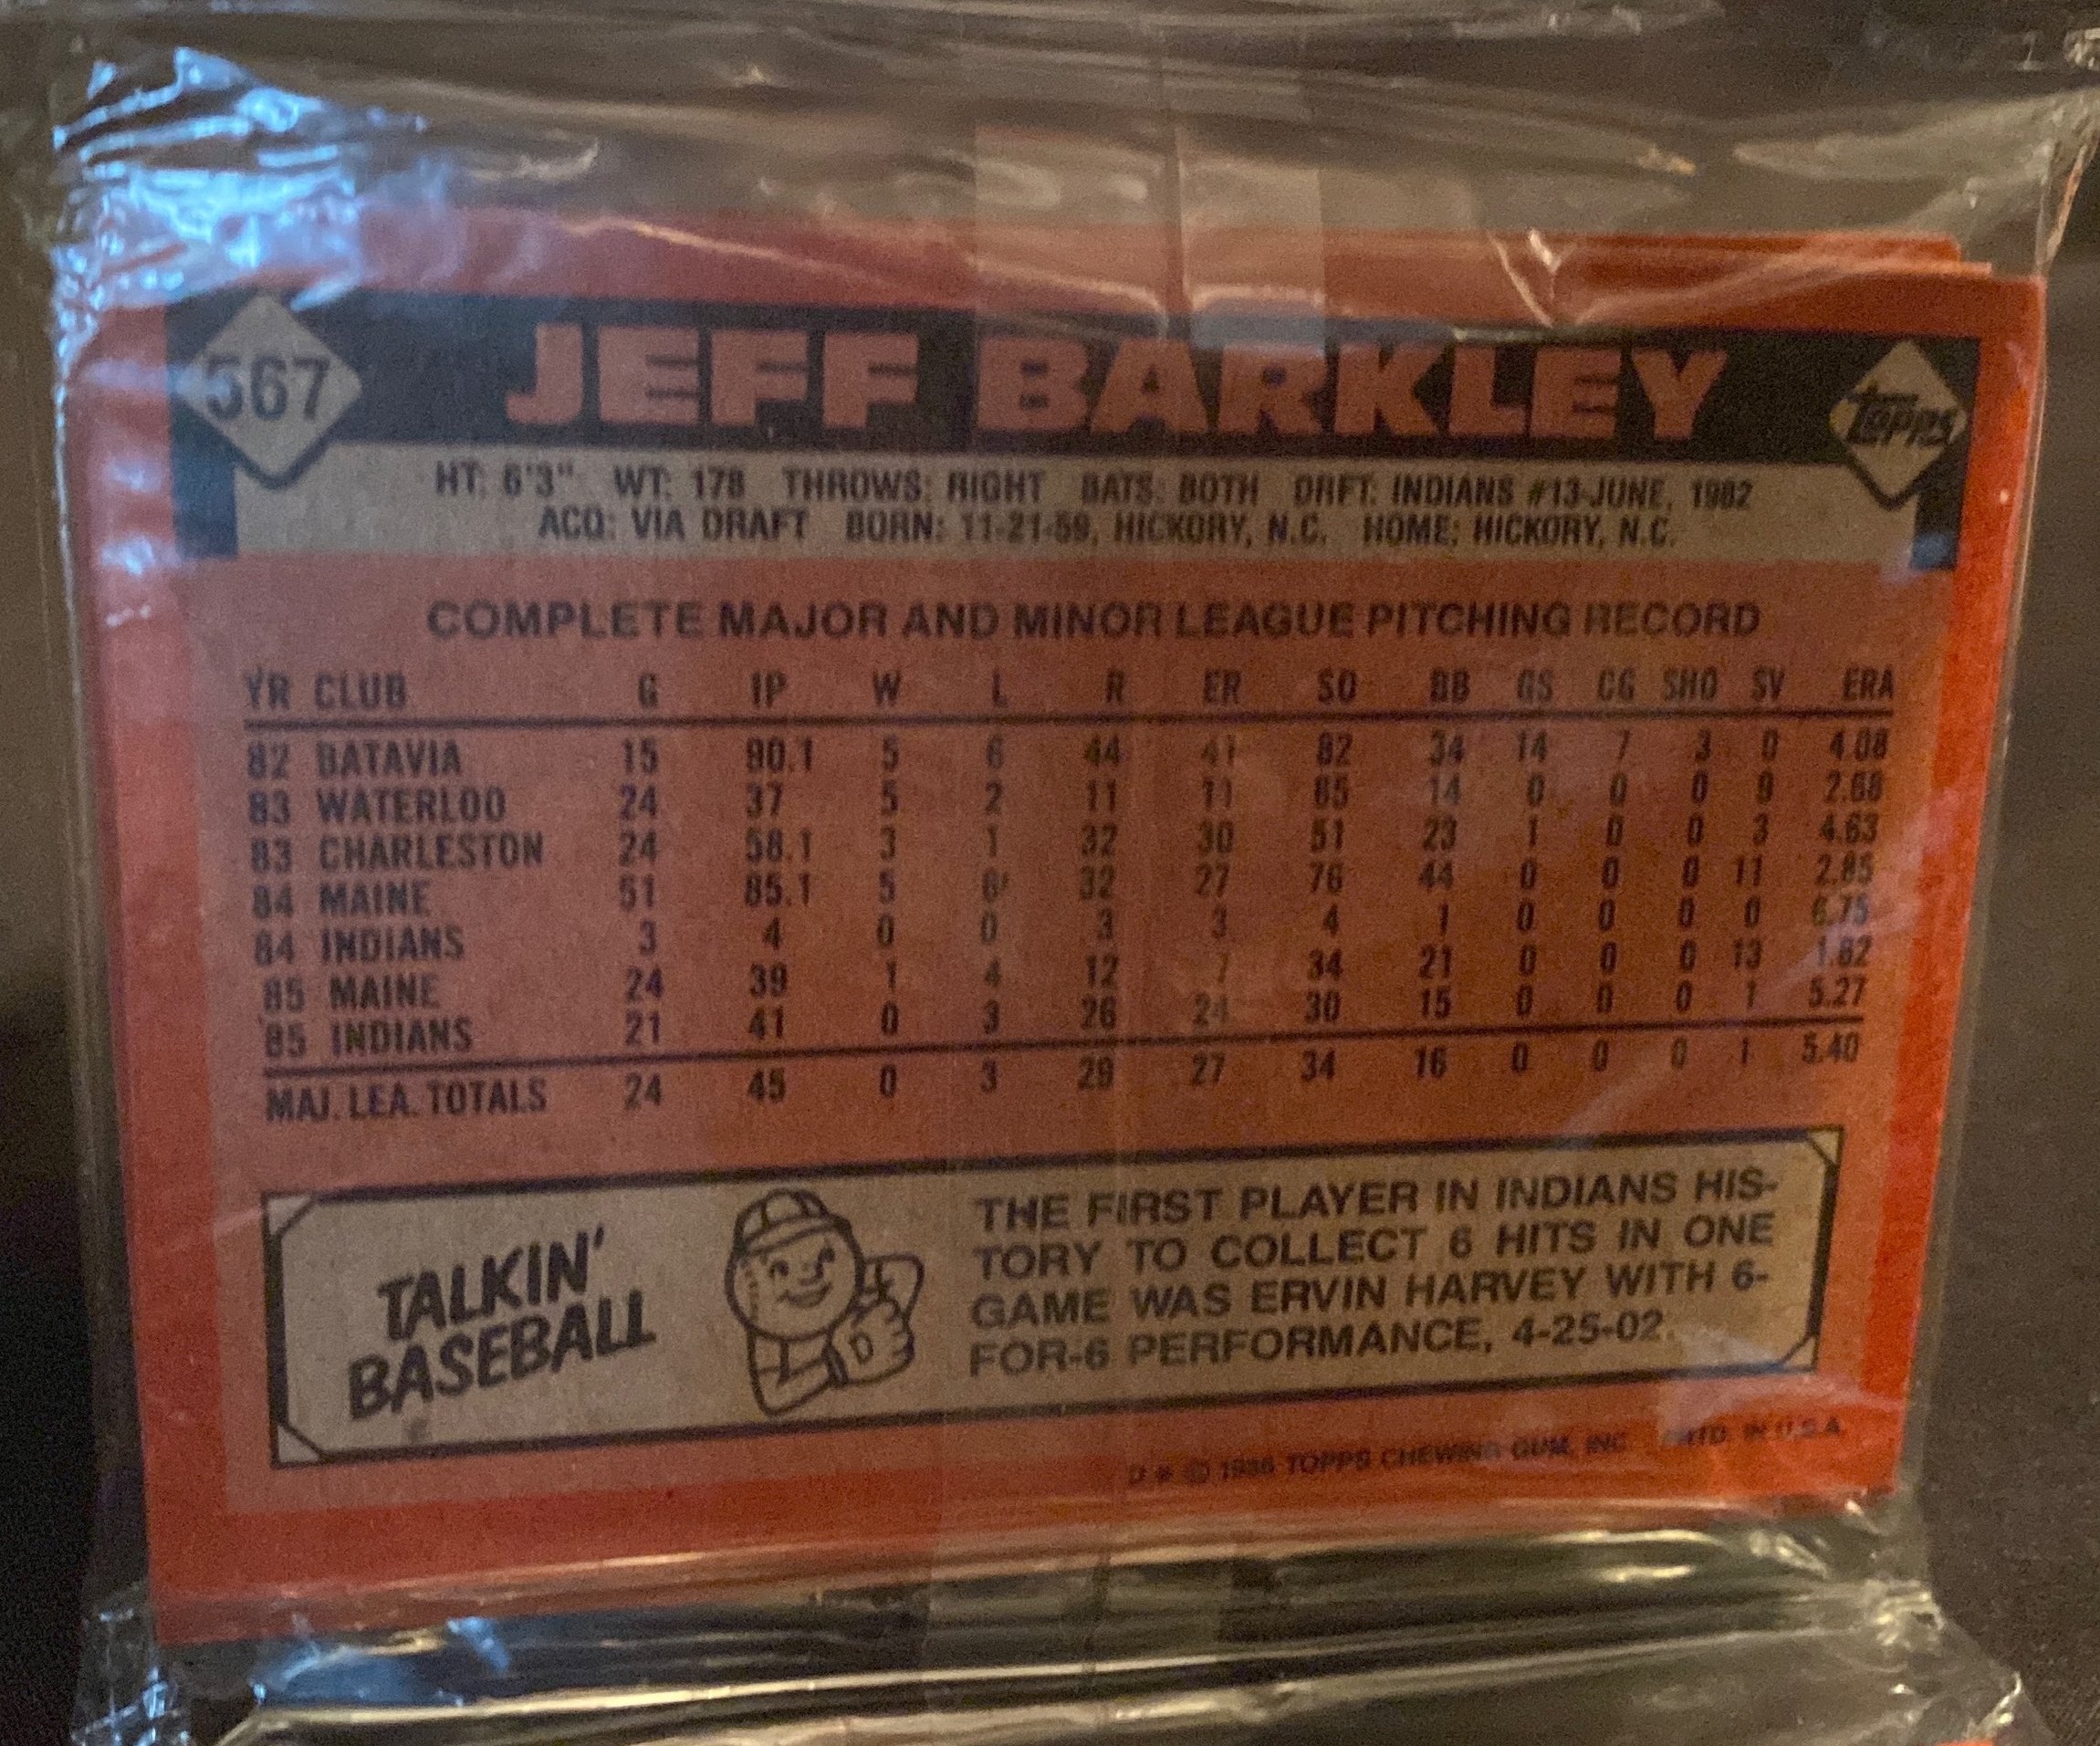 567 JEFF BARKLEY Topps
HT: 6'3" WT: 178 THROWS: RIGHT BATS: BOTH DRFT: INDIANS #13-JUNE, 1982
ACQ: VIA DRAFT BORN: 11-21-59, HICKORY, N.C. HOME: HICKORY, N.C.
COMPLETE MAJOR AND MINOR LEAGUE PITCHING RECORD
YR CLUB G IP W L R ER SO BB GS CG SHO SV ERA
82 BATAVIA 15 90.1 5 6 44 41 82 34 14 7 3 0 4.08
83 WATERLOO 24 37 5 2 11 11 65 14 0 0 0 9 2.68
83 CHARLESTON 24 58.1 3 1 32 30 51 23 1 0 0 3 4.63
84 MAINE 51 85.1 5 6 32 27 76 44 0 0 0 11 2.85
84 INDIANS 3 4 0 0 3 3 4 1 0 0 0 0 6.75
85 MAINE 24 39 1 4 12 7 34 21 0 0 0 13 1.62
85 INDIANS 21 41 0 3 26 24 30 15 0 0 0 1 5.27
MAJ. LEA. TOTALS 24 45 0 3 29 27 34 16 0 0 0 1 5.40
TALKIN'
BASEBALL
THE FIRST PLAYER IN INDIANS HIS-
TORY TO COLLECT 6 HITS IN ONE
GAME WAS ERVIN HARVEY WITH 6-
FOR-6 PERFORMANCE, 4-25-02.
D
D * © 1986 TOPPS CHEWING GUM, INC. PRTD. IN U.S.A.